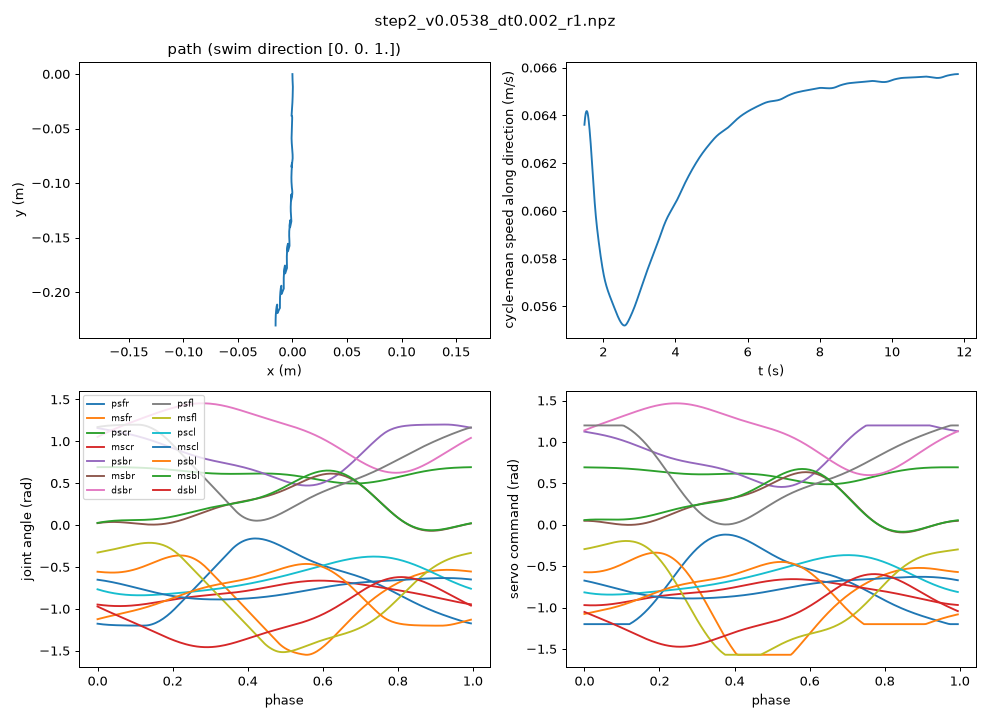 step2_v0.0538_dt0.002_r1.npz
path (swim direction [0. 0. 1.])
0.00
−0.05
−0.10
−0.15
−0.20
y (m)
−0.15 −0.10 −0.05 0.00 0.05 0.10 0.15
x (m)
0.066
0.064
0.062
0.060
0.058
0.056
cycle-mean speed along direction (m/s)
2 4 6 8 10 12
t (s)
1.5
1.0
0.5
0.0
−0.5
−1.0
−1.5
joint angle (rad)
psfr psfl
msfr msfl
pscr pscl
mscr mscl
psbr psbl
msbr msbl
dsbr dsbl
0.0 0.2 0.4 0.6 0.8 1.0
phase
1.5
1.0
0.5
0.0
−0.5
−1.0
−1.5
servo command (rad)
0.0 0.2 0.4 0.6 0.8 1.0
phase